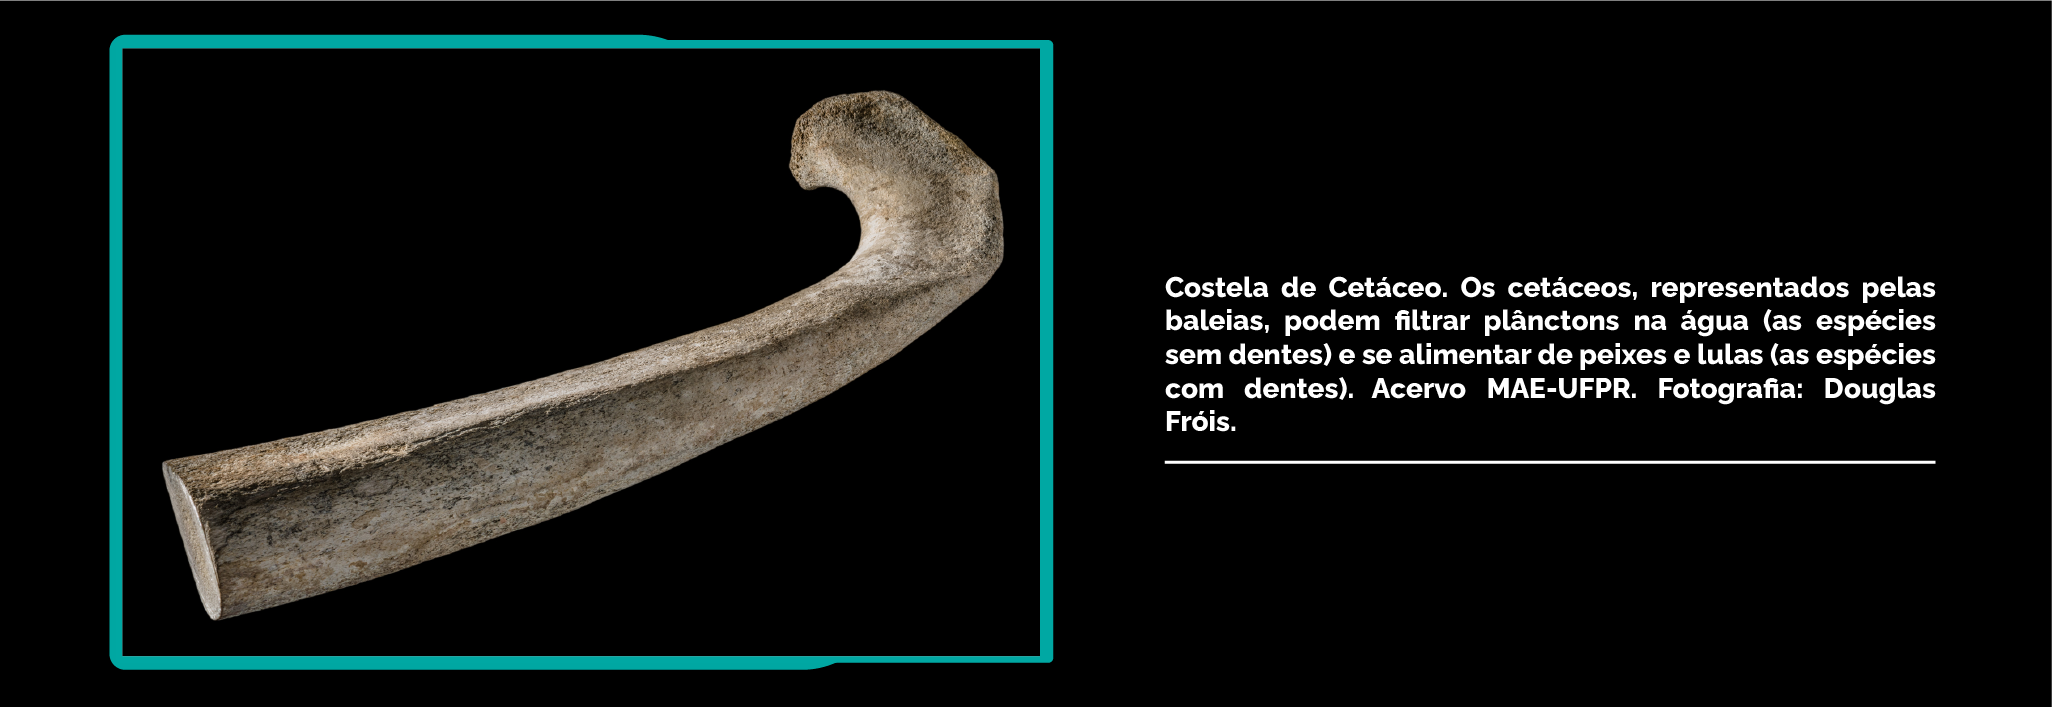 Costela de Cetáceo. Os cetáceos, representados pelas
baleias, podem filtrar plânctons na água (as espécies
sem dentes) e se alimentar de peixes e lulas (as espécies
com dentes). Acervo MAE-UFPR. Fotografia: Douglas
Fróis.